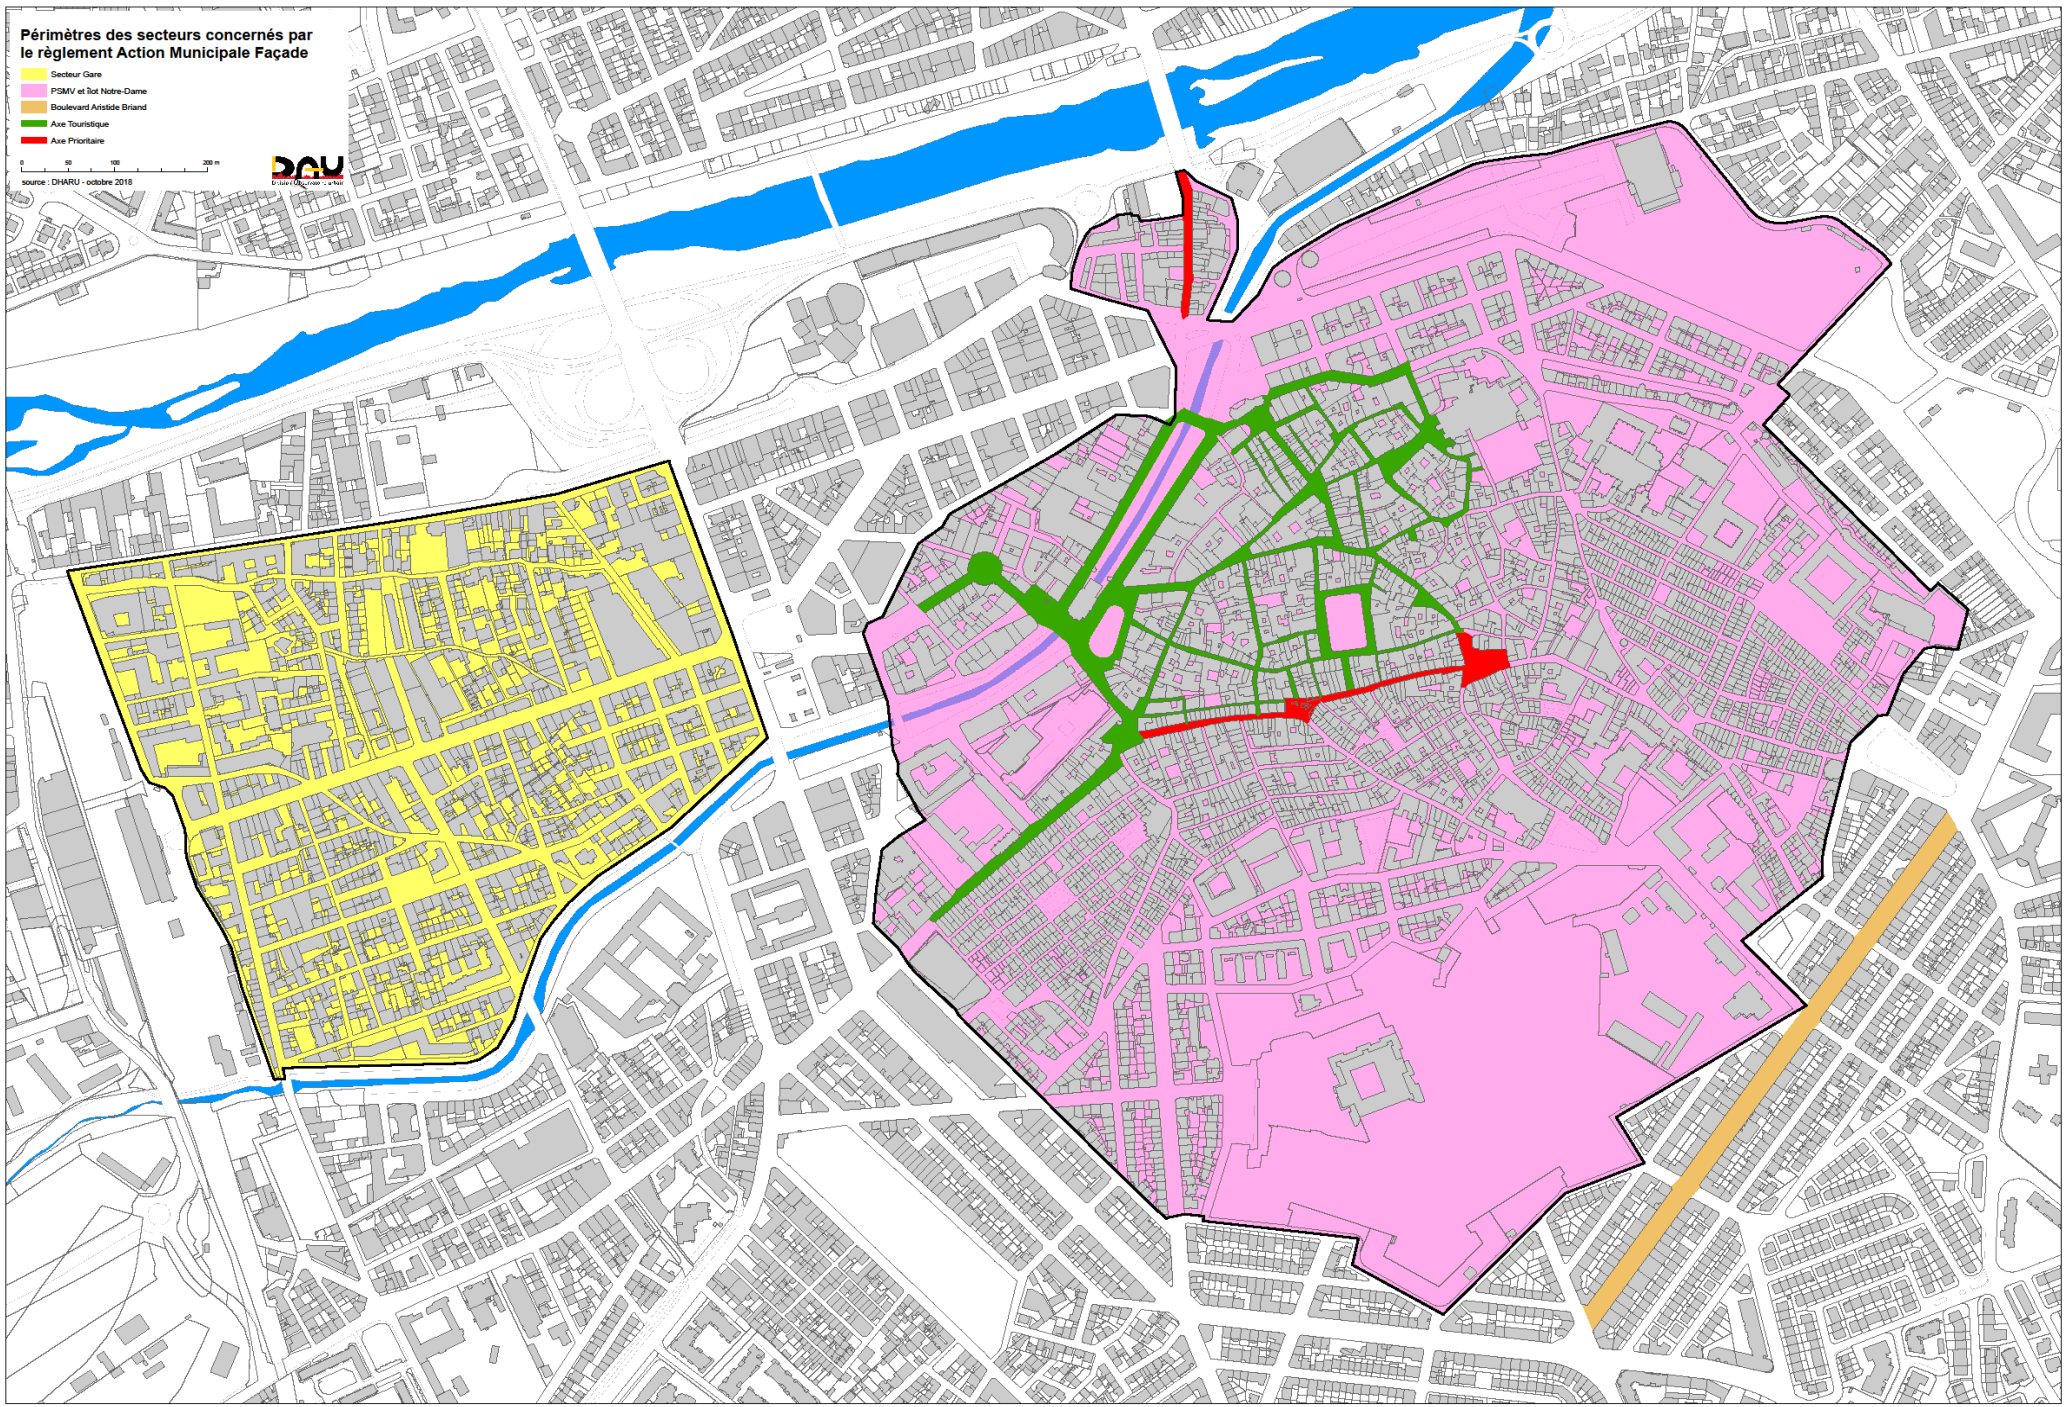 Périmètres des secteurs concernés par
le règlement Action Municipale Façade
Secteur Gare
PSMV et îlot Notre-Dame
Boulevard Aristide Briand
Axe Touristique
Axe Prioritaire
0 50 100 200 m
DAU
source : DHARU - octobre 2018